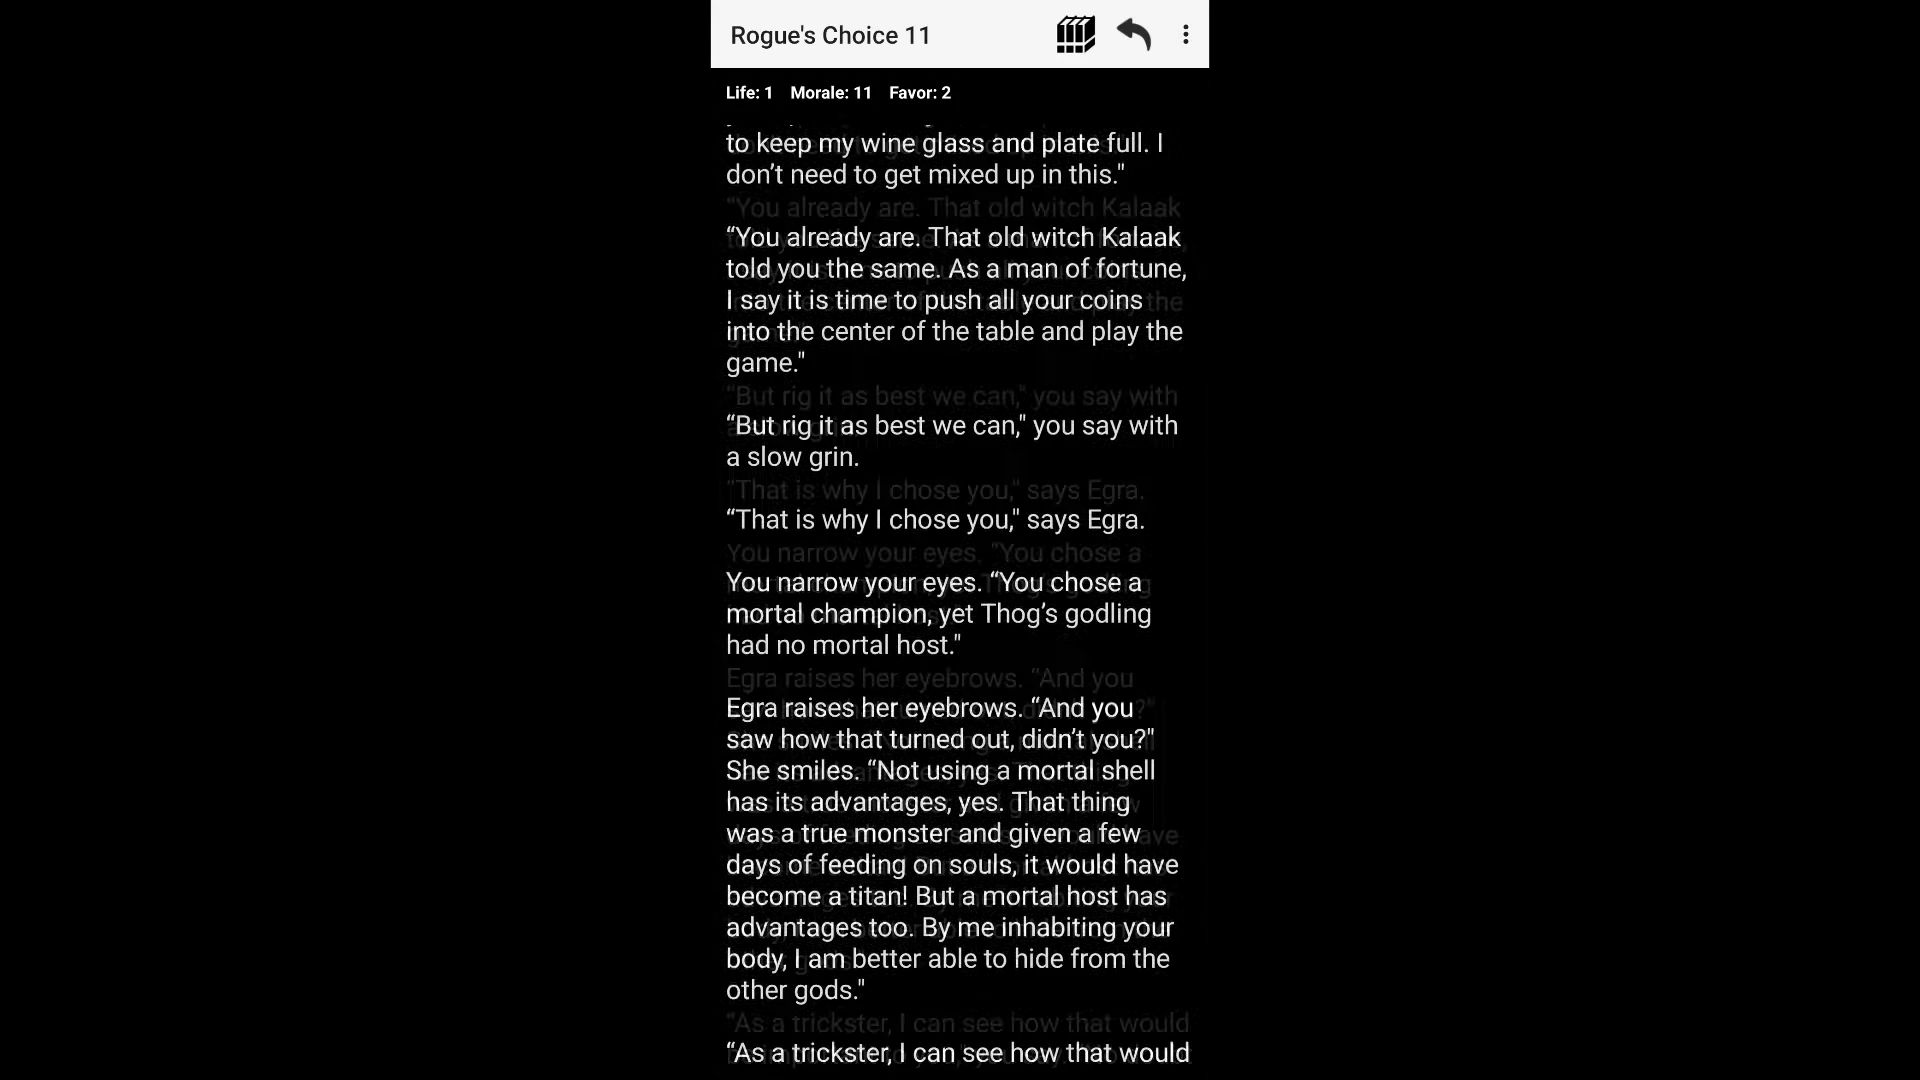 Rogue's Choice 11
Life: 1 Morale: 11 Favor: 2
to keep my wine glass and plate full. I
don’t need to get mixed up in this."
“You already are. That old witch Kalaak
told you the same. As a man of fortune,
I say it is time to push all your coins
into the center of the table and play the
game."
“But rig it as best we can," you say with
a slow grin.
“That is why I chose you," says Egra.
You narrow your eyes. “You chose a
mortal champion, yet Thog’s godling
had no mortal host."
Egra raises her eyebrows. “And you
saw how that turned out, didn’t you?"
She smiles. “Not using a mortal shell
has its advantages, yes. That thing
was a true monster and given a few
days of feeding on souls, it would have
become a titan! But a mortal host has
advantages too. By me inhabiting your
body, I am better able to hide from the
other gods."
“As a trickster, I can see how that would